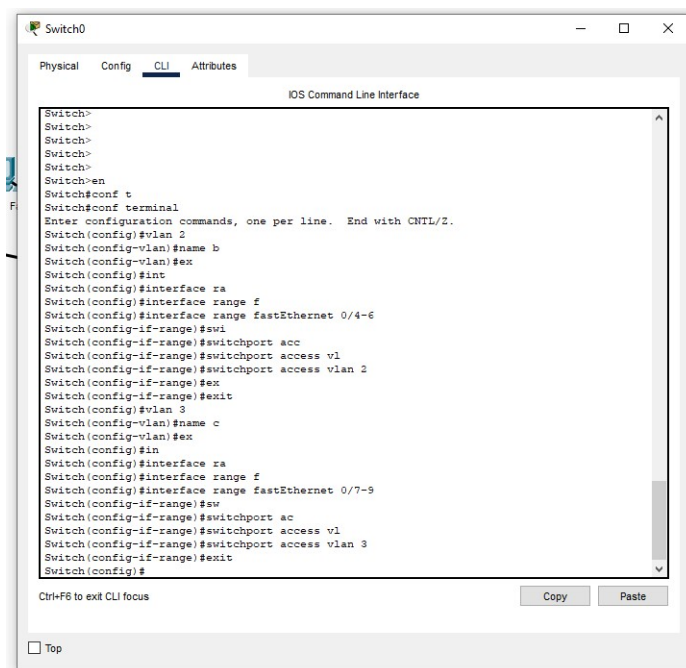 Switch0
Physical Config CLI Attributes
IOS Command Line Interface
Switch>
Switch>
Switch>
Switch>
Switch>
Switch>en
Switch#conf t
Switch#conf terminal
Enter configuration commands, one per line. End with CNTL/Z.
Switch(config)#vlan 2
Switch(config-vlan)#name b
Switch(config-vlan)#ex
Switch(config)#int
Switch(config)#interface ra
Switch(config)#interface range f
Switch(config)#interface range fastEthernet 0/4-6
Switch(config-if-range)#swi
Switch(config-if-range)#switchport acc
Switch(config-if-range)#switchport access vl
Switch(config-if-range)#switchport access vlan 2
Switch(config-if-range)#ex
Switch(config-if-range)#exit
Switch(config)#vlan 3
Switch(config-vlan)#name c
Switch(config-vlan)#ex
Switch(config)#in
Switch(config)#interface ra
Switch(config)#interface range f
Switch(config)#interface range fastEthernet 0/7-9
Switch(config-if-range)#sw
Switch(config-if-range)#switchport ac
Switch(config-if-range)#switchport access vl
Switch(config-if-range)#switchport access vlan 3
Switch(config-if-range)#exit
Switch(config)#
Ctrl+F6 to exit CLI focus
Copy Paste
Top